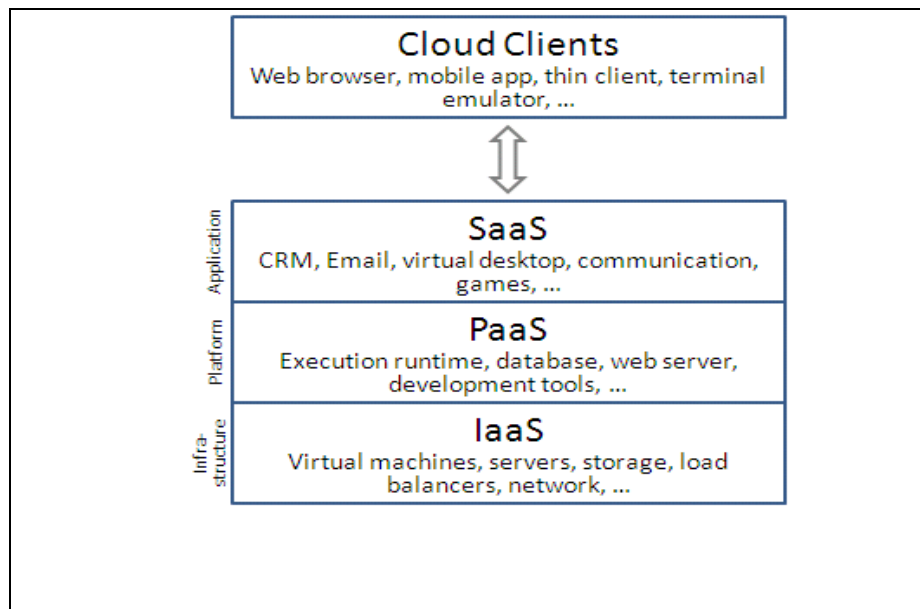 Cloud Clients
Web browser, mobile app, thin client, terminal
emulator, ...
Application
SaaS
CRM, Email, virtual desktop, communication,
games, ...
Platform
PaaS
Execution runtime, database, web server,
development tools, ...
Infra-
structure
IaaS
Virtual machines, servers, storage, load
balancers, network, ...